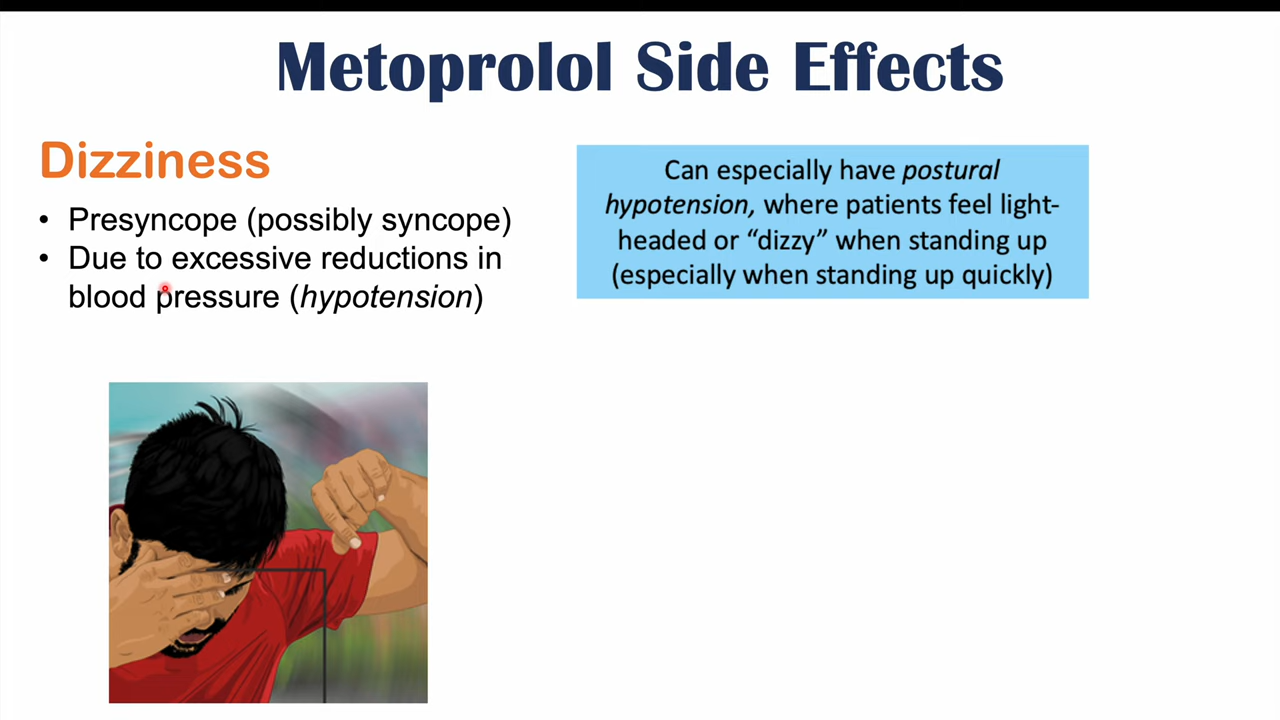 Metoprolol Side Effects
Dizziness
• Presyncope (possibly syncope)
• Due to excessive reductions in
blood pressure (hypotension)
Can especially have postural
hypotension, where patients feel light-
headed or “dizzy” when standing up
(especially when standing up quickly)